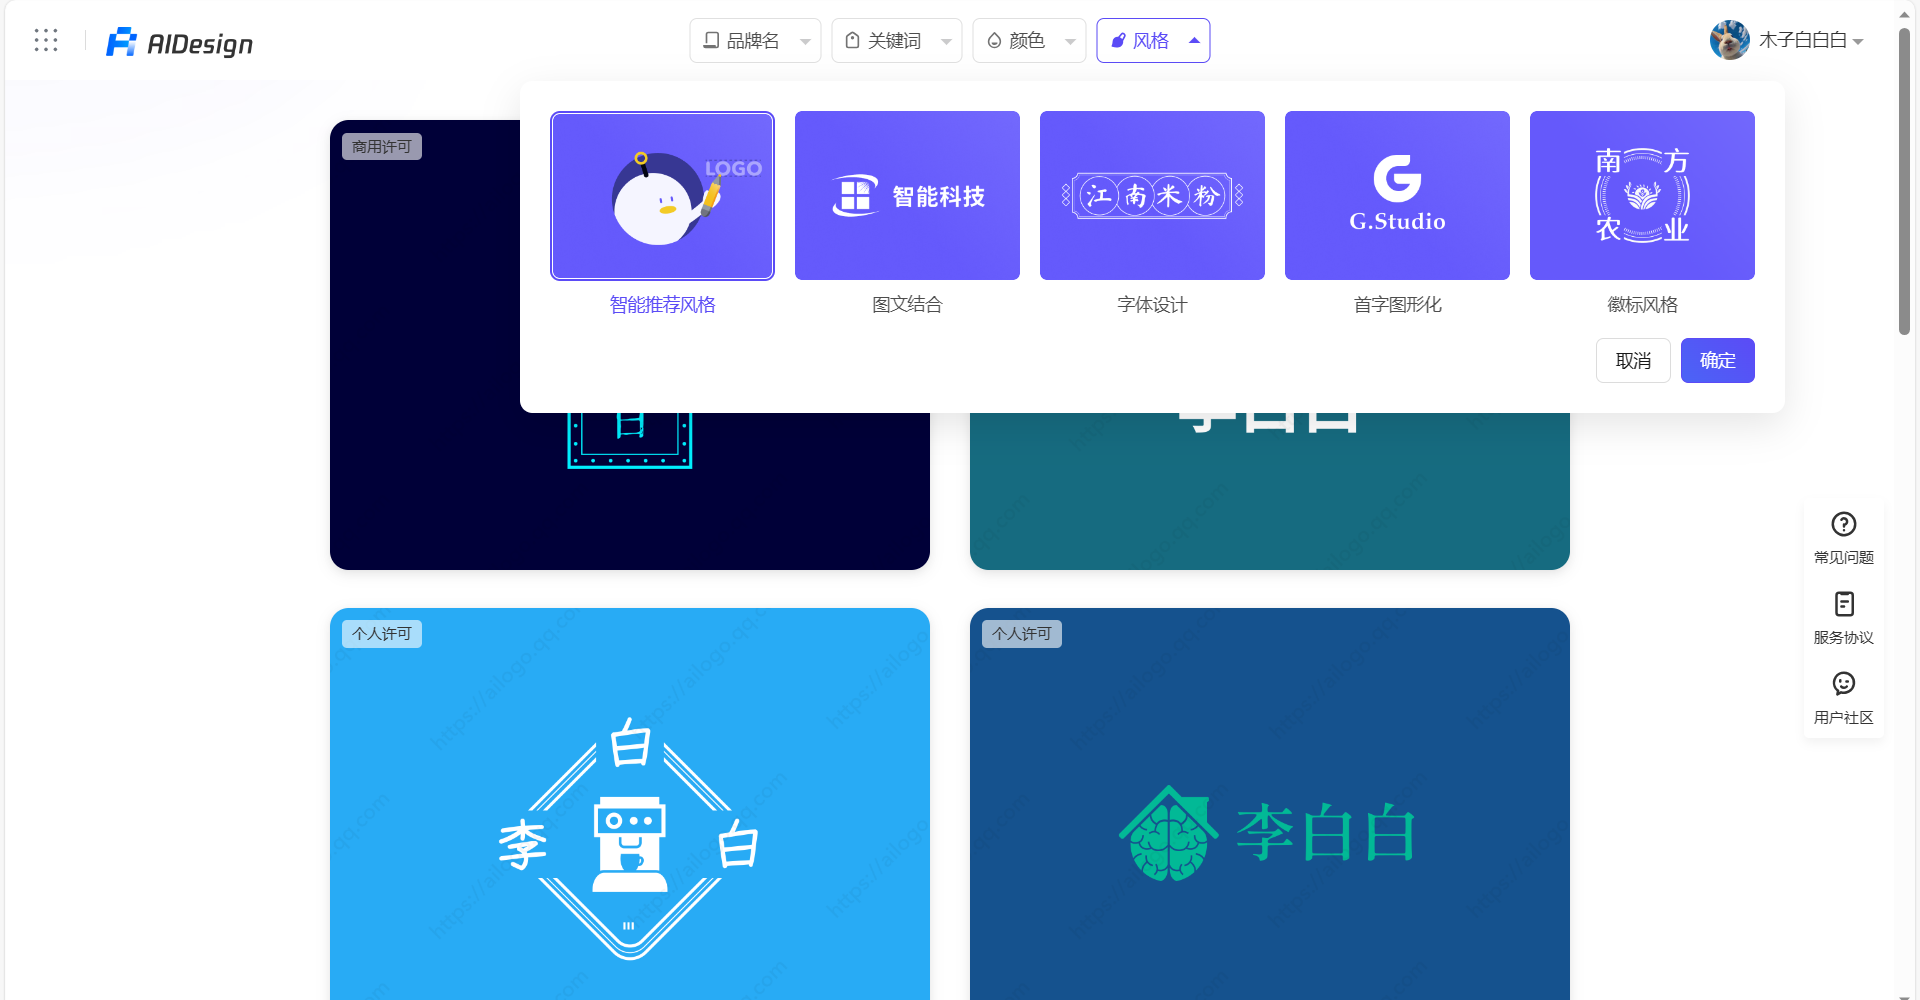 AIDesign
品牌名
关键词
颜色
风格
木子白白白
商用许可
LOGO
智能科技
江南米粉
G.Studio
南方
农业
智能推荐风格
图文结合
字体设计
首字图形化
徽标风格
取消
确定
白
李白白
常见问题
服务协议
用户社区
个人许可
个人许可
白
李
白
李白白
https://ailogo.qq.com